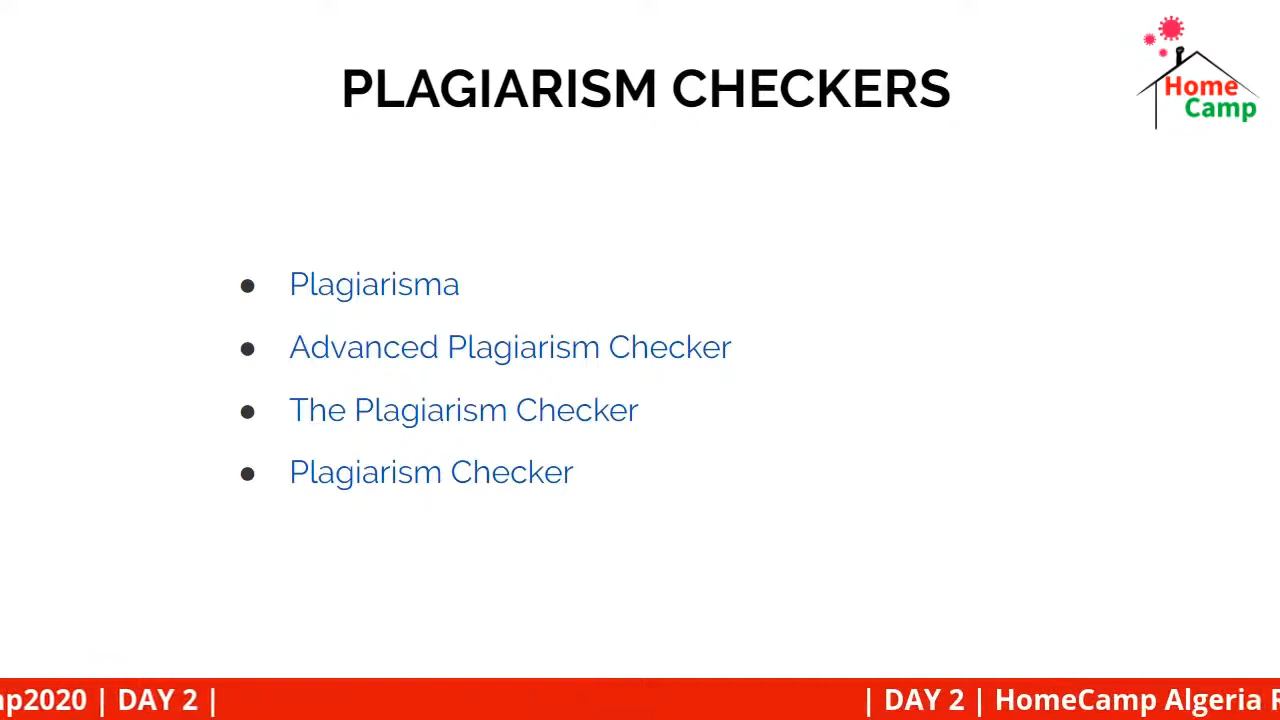 PLAGIARISM CHECKERS
Home
Camp
● Plagiarisma
● Advanced Plagiarism Checker
● The Plagiarism Checker
● Plagiarism Checker
mp2020 | DAY 2 | | DAY 2 | HomeCamp Algeria